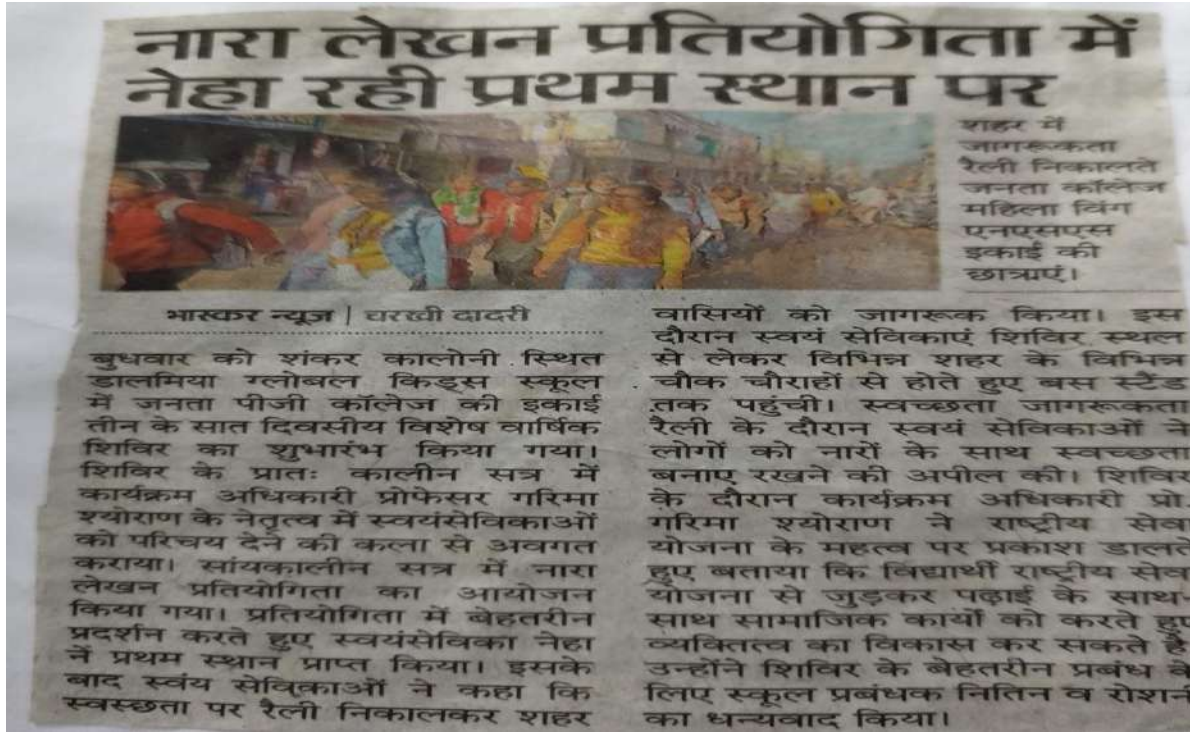 नारा लेखन प्रतियोगिता में
नेहा रही प्रथम स्थान पर
शहर में
जागरूकता
रैली निकालते
जनता कॉलेज
महिला विंग
एनएसएस
इकाई की
छात्राएं।
भास्कर न्यूज | चरखी दादरी
बुधवार को शंकर कालोनी स्थित
डालमिया ग्लोबल किड्स स्कूल
में जनता पीजी कॉलेज की इकाई
तीन के सात दिवसीय विशेष वार्षिक
शिविर का शुभारंभ किया गया।
शिविर के प्रातः कालीन सत्र में
कार्यक्रम अधिकारी प्रोफेसर गरिमा
श्योराण के नेतृत्व में स्वयंसेविकाओं
को परिचय देने की कला से अवगत
कराया। सांयकालीन सत्र में नारा
लेखन प्रतियोगिता का आयोजन
किया गया। प्रतियोगिता में बेहतरीन
प्रदर्शन करते हुए स्वयंसेविका नेहा
नें प्रथम स्थान प्राप्त किया। इसके
बाद स्वंय सेविकाओं ने कहा कि
स्वस्छता पर रैली निकालकर शहर
वासियों को जागरूक किया। इस
दौरान स्वयं सेविकाएं शिविर स्थल
से लेकर विभिन्न शहर के विभिन्न
चौक चौराहों से होते हुए बस स्टैंड
तक पहुंची। स्वच्छता जागरूकता
रैली के दौरान स्वयं सेविकाओं ने
लोगों को नारों के साथ स्वच्छता
बनाए रखने की अपील की। शिविर
के दौरान कार्यक्रम अधिकारी प्रो.
गरिमा श्योराण ने राष्ट्रीय सेवा
योजना के महत्व पर प्रकाश डालते
हुए बताया कि विद्यार्थी राष्ट्रीय सेवा
योजना से जुड़कर पढ़ाई के साथ-
साथ सामाजिक कार्यों को करते हुए
व्यक्तित्व का विकास कर सकते है
उन्होंने शिविर के बेहतरीन प्रबंध के
लिए स्कूल प्रबंधक नितिन व रोशनी
का धन्यवाद किया।